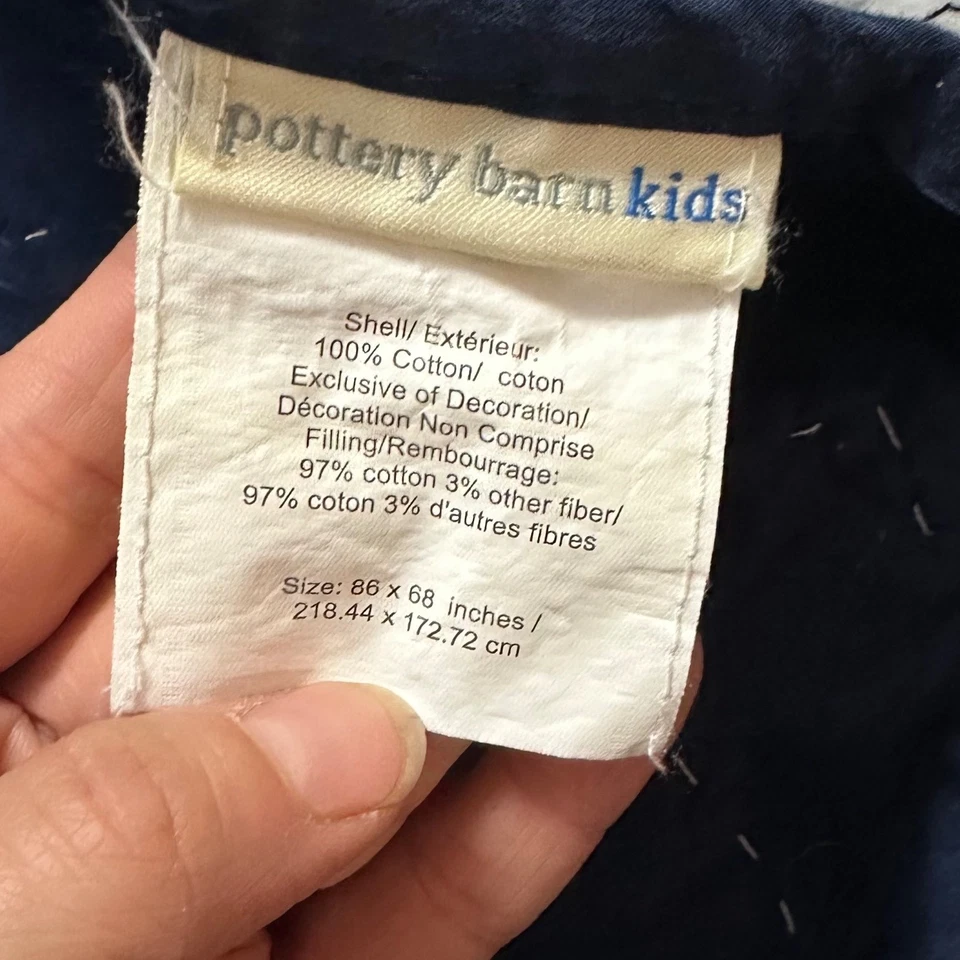 pottery barn kids
Shell/ Extérieur:
100% Cotton/ coton
Exclusive of Decoration/
Décoration Non Comprise
Filling/Rembourrage:
97% cotton 3% other fiber/
97% coton 3% d'autres fibres
Size: 86 x 68 inches /
218.44 x 172.72 cm